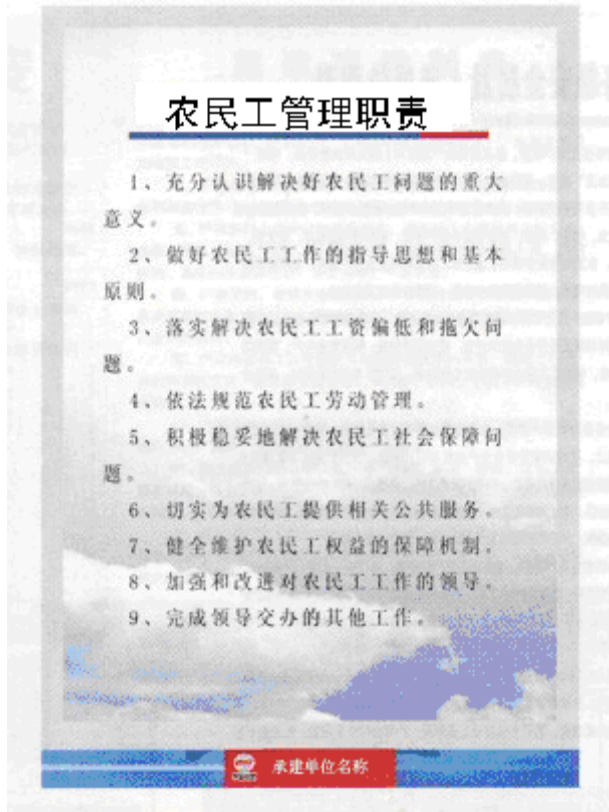 农民工管理职责
1、充分认识解决好农民工问题的重大
意义。
2、做好农民工工作的指导思想和基本
原则。
3、落实解决农民工工资偏低和拖欠问
题。
4、依法规范农民工劳动管理。
5、积极稳妥地解决农民工社会保障问
题。
6、切实为农民工提供相关公共服务。
7、健全维护农民工权益的保障机制。
8、加强和改进对农民工工作的领导。
9、完成领导交办的其他工作。
承建单位名称